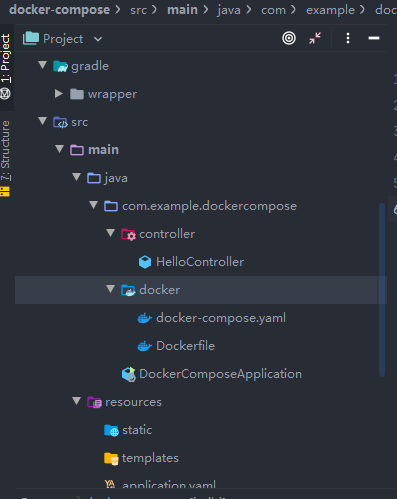 docker-compose > src > main > java > com > example > doc
1: Project
Project
7: Structure
gradle
wrapper
src
main
java
com.example.dockercompose
controller
HelloController
docker
docker-compose.yaml
Dockerfile
DockerComposeApplication
resources
static
templates
application.yaml